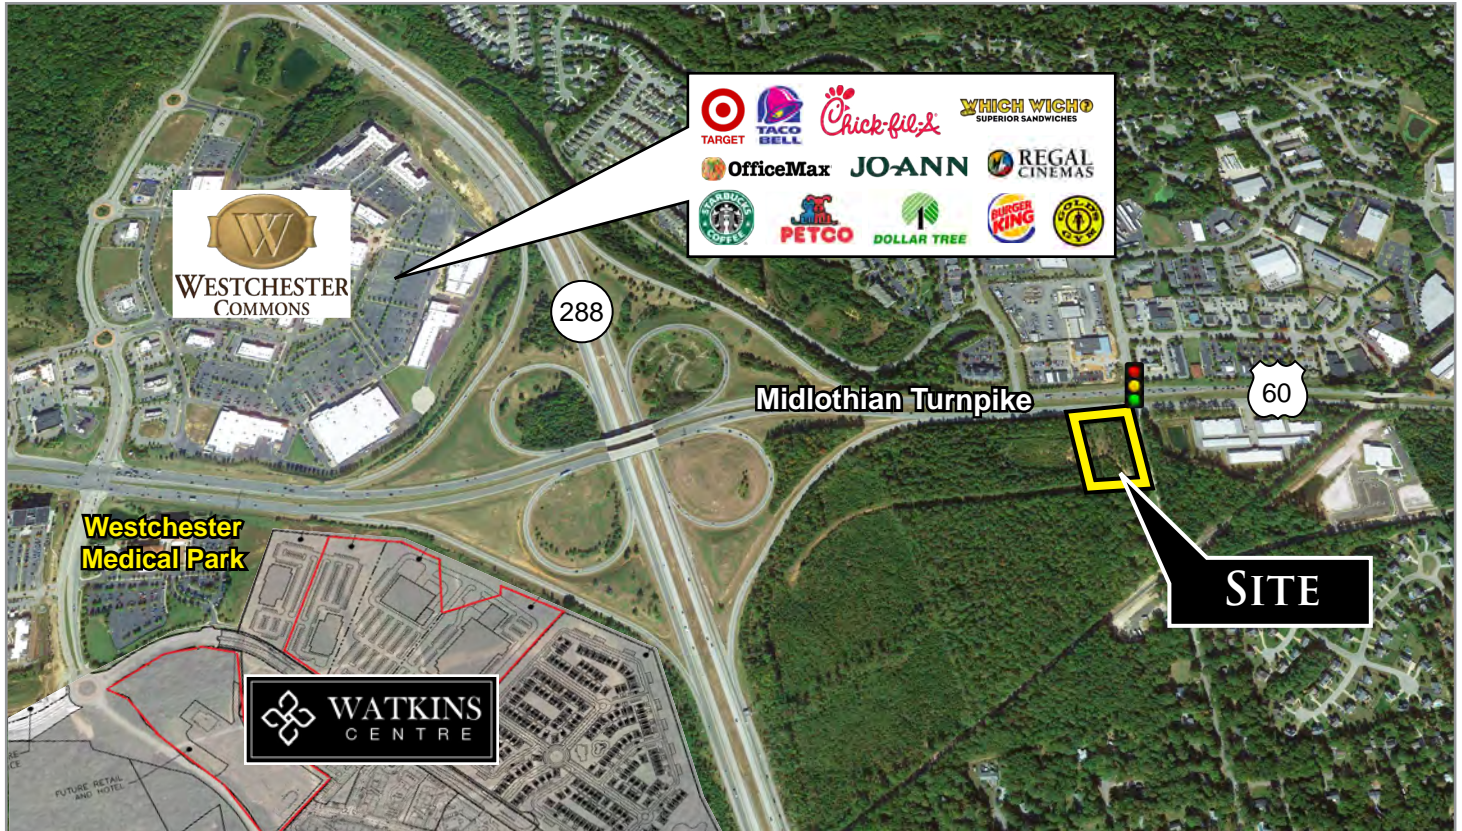 TARGET
TACO
BELL
Chick-fil-A
WHICH WICH?
SUPERIOR SANDWICHES
OfficeMax
JO-ANN
REGAL
CINEMAS
STARBUCKS
COFFEE
PETCO
DOLLAR TREE
BURGER
KING
GOLD'S
GYM
W
WESTCHESTER
COMMONS
288
Midlothian Turnpike
60
Westchester
Medical Park
SITE
WATKINS
CENTRE
FUTURE RETAIL
AND HOTEL